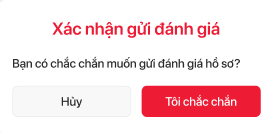 Xác nhận gửi đánh giá
Bạn có chắc chắn muốn gửi đánh giá hồ sơ?
Hủy
Tôi chắc chắn